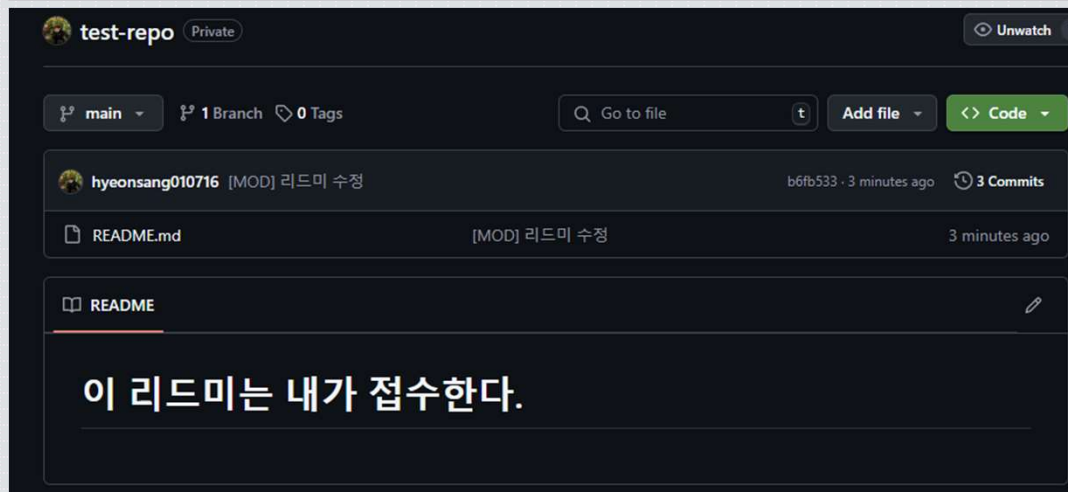 test-repo Private Unwatch
main 1 Branch 0 Tags Go to file t Add file Code
hyeonsang010716 [MOD] 리드미 수정 b6fb533 · 3 minutes ago 3 Commits
README.md [MOD] 리드미 수정 3 minutes ago
README
이 리드미는 내가 접수한다.